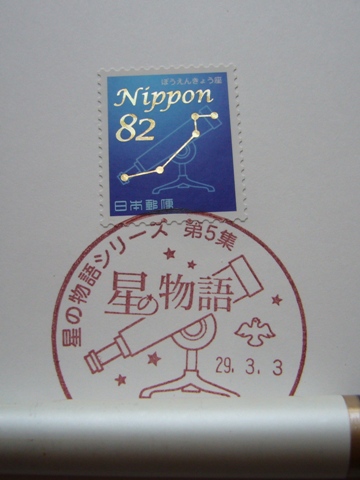 ぼうえんきょう座
Nippon
82
日本郵便
星の物語シリーズ 第5集
星の物語
29.3.3